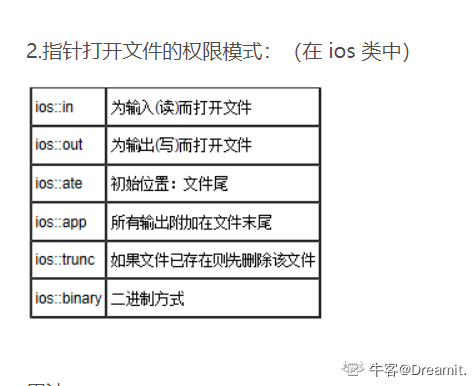 2.指针打开文件的权限模式：（在 ios 类中）
ios::in 为输入(读)而打开文件
ios::out 为输出(写)而打开文件
ios::ate 初始位置：文件尾
ios::app 所有输出附加在文件末尾
ios::trunc 如果文件已存在则先删除该文件
ios::binary 二进制方式
牛客@Dreamit.